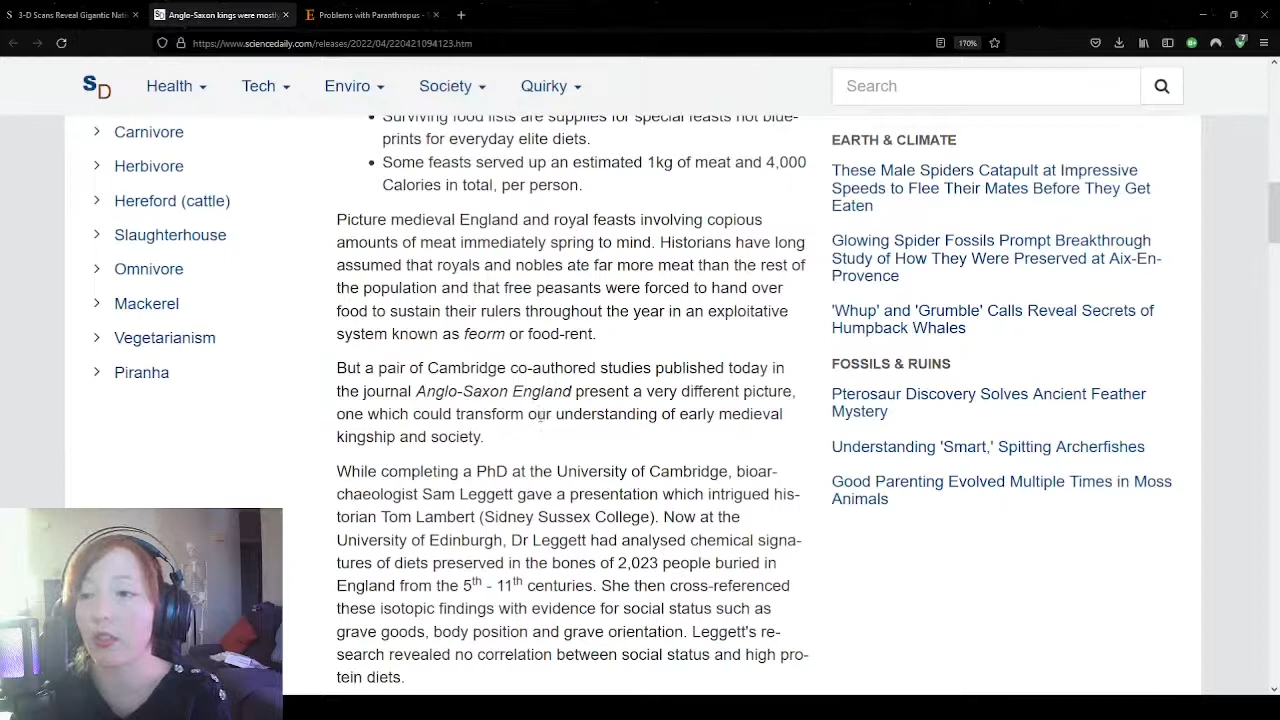 3-D Scans Reveal Gigantic Nati
Anglo-Saxon kings were mostly
Problems with Paranthropus -
https://www.sciencedaily.com/releases/2022/04/220421094123.htm
170%
SD
Health
Tech
Enviro
Society
Quirky
Search
Carnivore
Herbivore
Hereford (cattle)
Slaughterhouse
Omnivore
Mackerel
Vegetarianism
Piranha
Surviving food lists are supplies for special feasts not blue-
prints for everyday elite diets.
Some feasts served up an estimated 1kg of meat and 4,000
Calories in total, per person.
Picture medieval England and royal feasts involving copious
amounts of meat immediately spring to mind. Historians have long
assumed that royals and nobles ate far more meat than the rest of
the population and that free peasants were forced to hand over
food to sustain their rulers throughout the year in an exploitative
system known as feorm or food-rent.
But a pair of Cambridge co-authored studies published today in
the journal Anglo-Saxon England present a very different picture,
one which could transform our understanding of early medieval
kingship and society.
While completing a PhD at the University of Cambridge, bioar-
chaeologist Sam Leggett gave a presentation which intrigued his-
torian Tom Lambert (Sidney Sussex College). Now at the
University of Edinburgh, Dr Leggett had analysed chemical signa-
tures of diets preserved in the bones of 2,023 people buried in
England from the 5th - 11th centuries. She then cross-referenced
these isotopic findings with evidence for social status such as
grave goods, body position and grave orientation. Leggett's re-
search revealed no correlation between social status and high pro-
tein diets.
EARTH & CLIMATE
These Male Spiders Catapult at Impressive
Speeds to Flee Their Mates Before They Get
Eaten
Glowing Spider Fossils Prompt Breakthrough
Study of How They Were Preserved at Aix-En-
Provence
'Whup' and 'Grumble' Calls Reveal Secrets of
Humpback Whales
FOSSILS & RUINS
Pterosaur Discovery Solves Ancient Feather
Mystery
Understanding 'Smart,' Spitting Archerfishes
Good Parenting Evolved Multiple Times in Moss
Animals